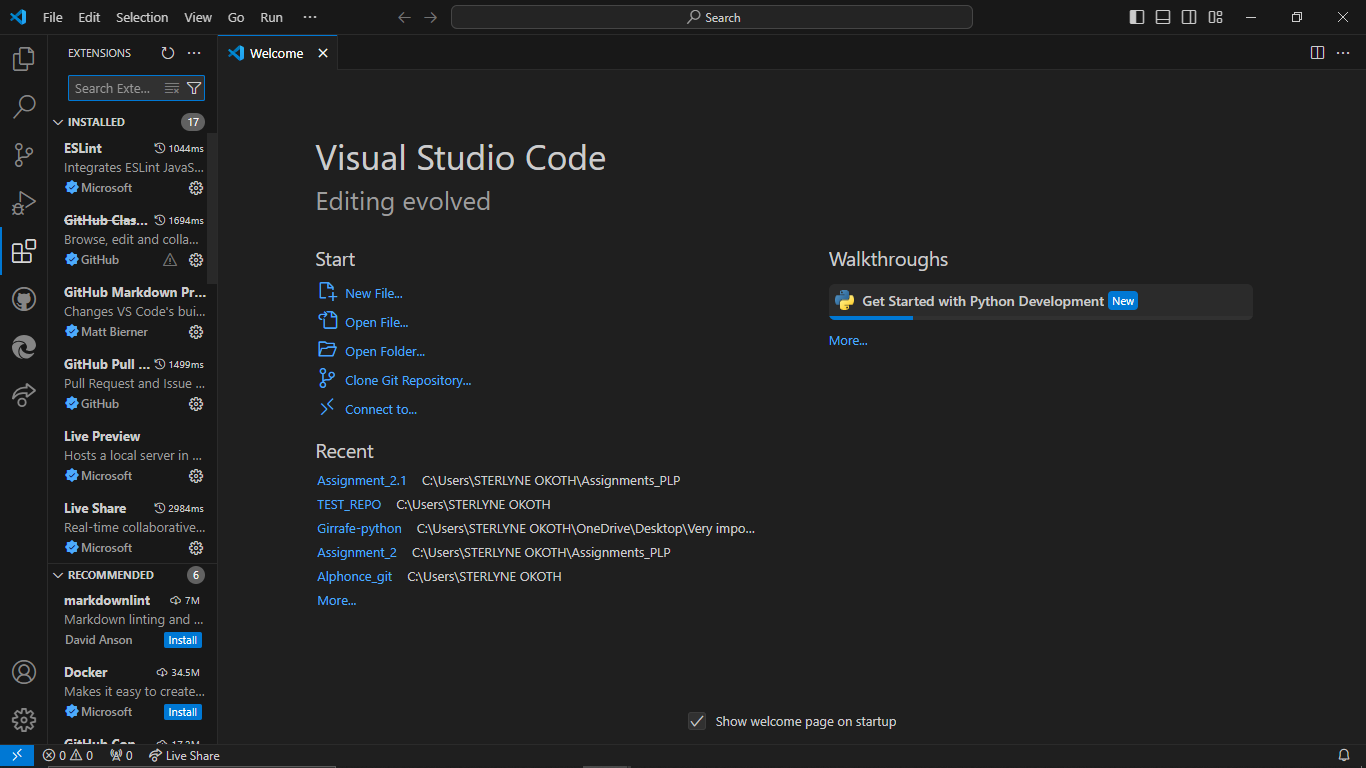 File Edit Selection View Go Run ···
Search
EXTENSIONS
Search Exte...
INSTALLED 17
ESLint 1044ms
Integrates ESLint JavaS...
Microsoft
GitHub Clas... 1694ms
Browse, edit and colla...
GitHub
GitHub Markdown Pr...
Changes VS Code's bui...
Matt Bierner
GitHub Pull ... 1499ms
Pull Request and Issue ...
GitHub
Live Preview
Hosts a local server in ...
Microsoft
Live Share 2984ms
Real-time collaborative...
Microsoft
RECOMMENDED 6
markdownlint 7M
Markdown linting and ...
David Anson Install
Docker 34.5M
Makes it easy to create...
Microsoft Install
Welcome
Visual Studio Code
Editing evolved
Start
New File...
Open File...
Open Folder...
Clone Git Repository...
Connect to...
Recent
Assignment_2.1 C:\Users\STERLYNE OKOTH\Assignments_PLP
TEST_REPO C:\Users\STERLYNE OKOTH
Girrafe-python C:\Users\STERLYNE OKOTH\OneDrive\Desktop\Very impo...
Assignment_2 C:\Users\STERLYNE OKOTH\Assignments_PLP
Alphonce_git C:\Users\STERLYNE OKOTH
More...
Walkthroughs
Get Started with Python Development New
More...
Show welcome page on startup
0 0 0 Live Share